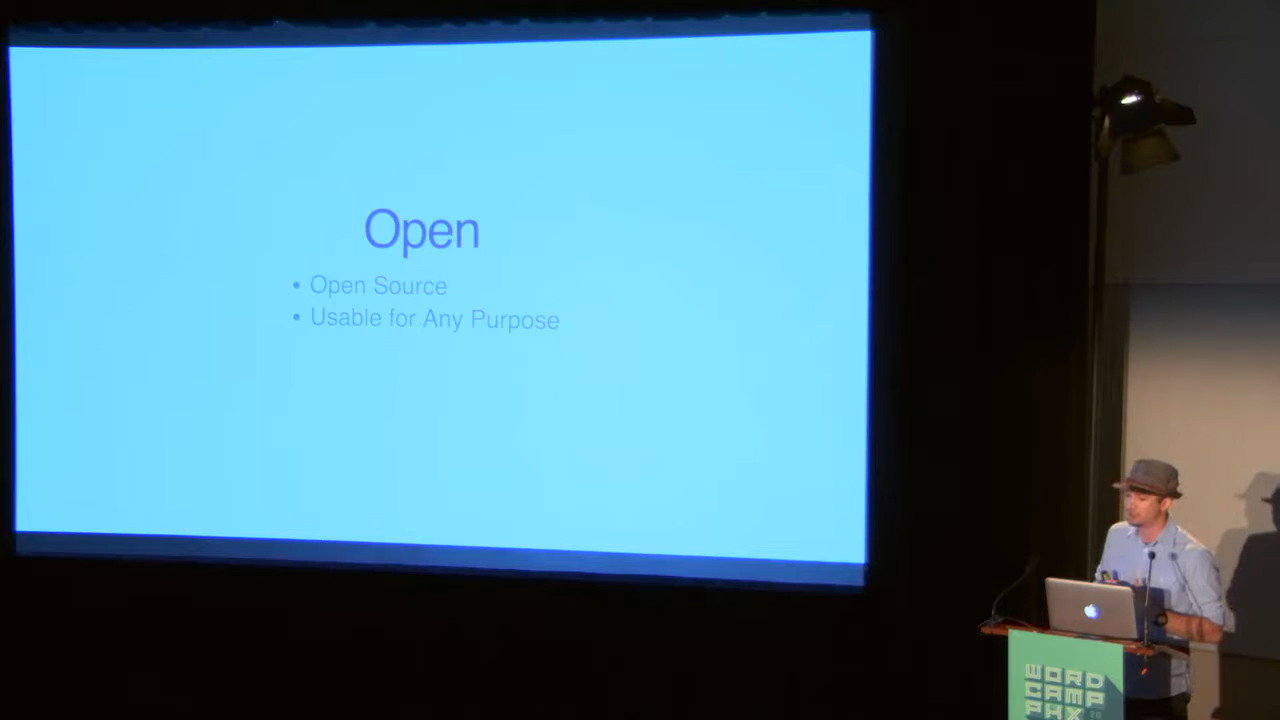 Open
• Open Source
• Usable for Any Purpose
WORD
CAMP
PHX